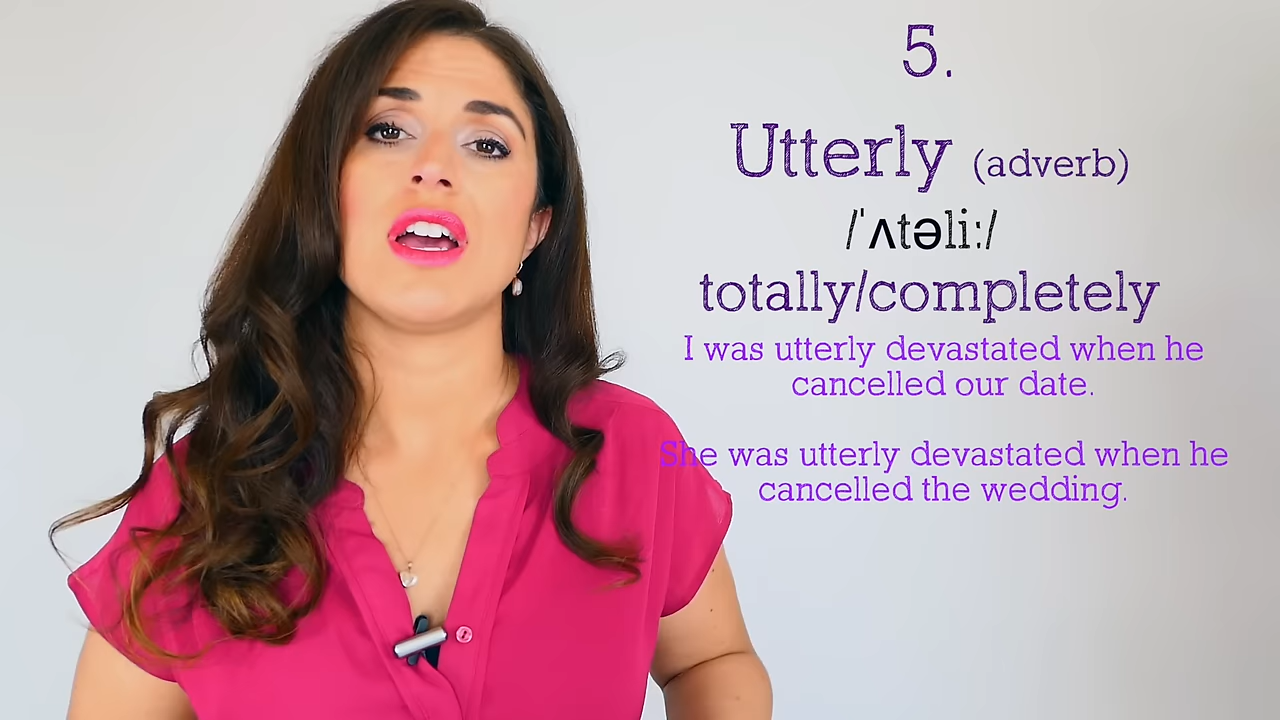 5.
Utterly (adverb)
/ˈʌtəliː/
totally/completely
I was utterly devastated when he
cancelled our date.
She was utterly devastated when he
cancelled the wedding.